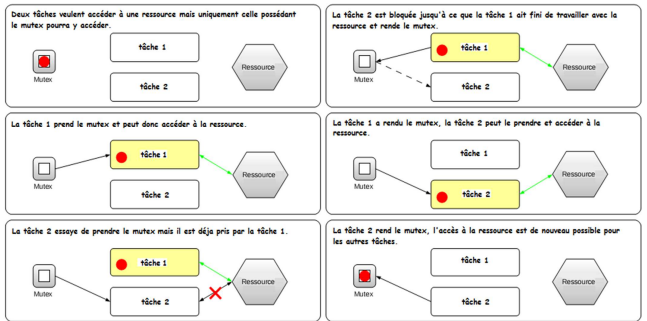 Deux tâches veulent accéder à une ressource mais uniquement celle possédant
le mutex pourra y accéder.
tâche 1
Ressource
Mutex
tâche 2
La tâche 1 prend le mutex et peut donc accéder à la ressource.
tâche 1
Ressource
Mutex
tâche 2
La tâche 2 essaye de prendre le mutex mais il est déja pris par la tâche 1.
tâche 1
Ressource
Mutex
tâche 2
La tâche 2 est bloquée jusqu'à ce que la tâche 1 ait fini de travailler avec la
ressource et rende le mutex.
tâche 1
Ressource
Mutex
tâche 2
La tâche 1 a rendu le mutex, la tâche 2 peut le prendre et accéder à la
ressource.
tâche 1
Ressource
Mutex
tâche 2
La tâche 2 rend le mutex, l'accès à la ressource est de nouveau possible pour
les autres tâches.
tâche 1
Ressource
Mutex
tâche 2